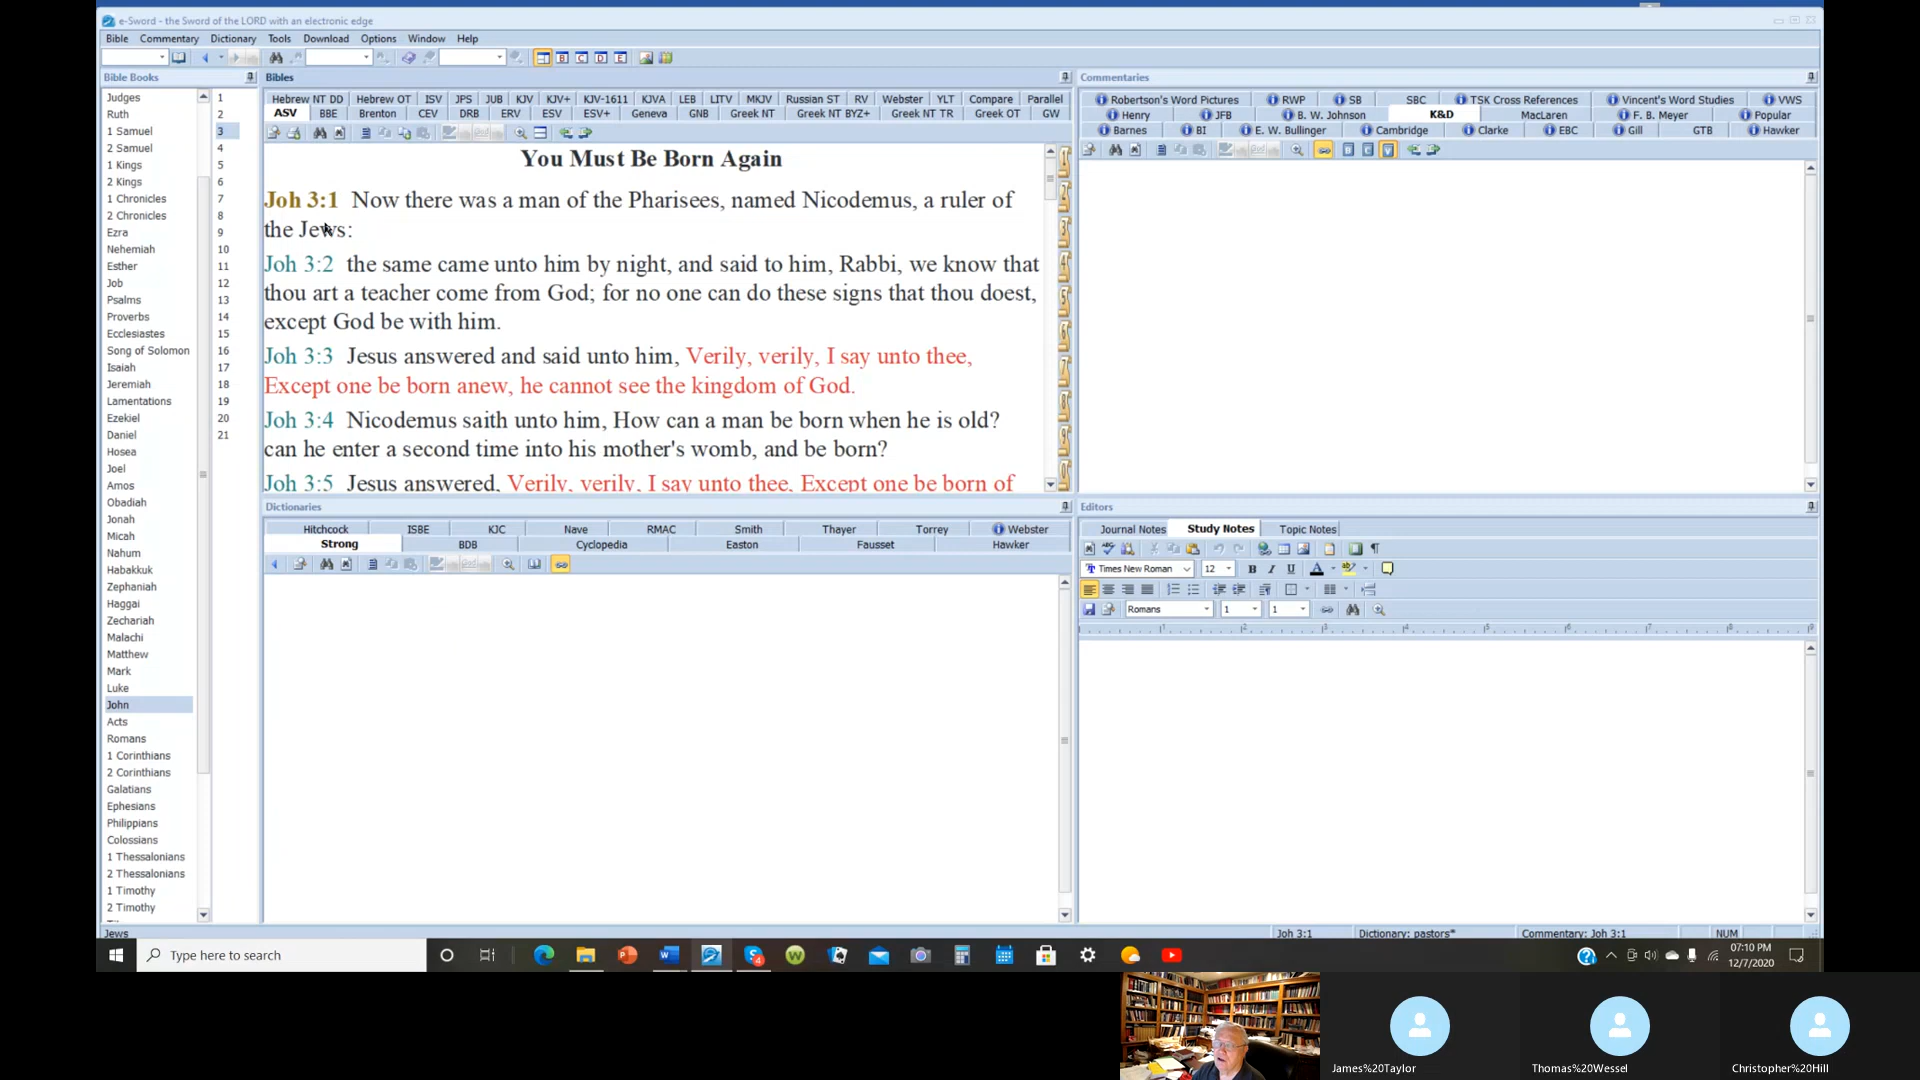 e-Sword - the Sword of the LORD with an electronic edge
Bible Commentary Dictionary Tools Download Options Window Help
B C D E
Bible Books
Judges
Ruth
1 Samuel
2 Samuel
1 Kings
2 Kings
1 Chronicles
2 Chronicles
Ezra
Nehemiah
Esther
Job
Psalms
Proverbs
Ecclesiastes
Song of Solomon
Isaiah
Jeremiah
Lamentations
Ezekiel
Daniel
Hosea
Joel
Amos
Obadiah
Jonah
Micah
Nahum
Habakkuk
Zephaniah
Haggai
Zechariah
Malachi
Matthew
Mark
Luke
John
Acts
Romans
1 Corinthians
2 Corinthians
Galatians
Ephesians
Philippians
Colossians
1 Thessalonians
2 Thessalonians
1 Timothy
2 Timothy
1
2
3
4
5
6
7
8
9
10
11
12
13
14
15
16
17
18
19
20
21
Bibles
Hebrew NT DD Hebrew OT ISV JPS JUB KJV KJV+ KJV-1611 KJVA LEB LITV MKJV Russian ST RV Webster YLT Compare Parallel
ASV BBE Brenton CEV DRB ERV ESV ESV+ Geneva GNB Greek NT Greek NT BYZ+ Greek NT TR Greek OT GW
You Must Be Born Again
Joh 3:1 Now there was a man of the Pharisees, named Nicodemus, a ruler of
the Jews:
Joh 3:2 the same came unto him by night, and said to him, Rabbi, we know that
thou art a teacher come from God; for no one can do these signs that thou doest,
except God be with him.
Joh 3:3 Jesus answered and said unto him, Verily, verily, I say unto thee,
Except one be born anew, he cannot see the kingdom of God.
Joh 3:4 Nicodemus saith unto him, How can a man be born when he is old?
can he enter a second time into his mother's womb, and be born?
Joh 3:5 Jesus answered, Verily, verily, I say unto thee, Except one be born of
Commentaries
Robertson's Word Pictures RWP SB SBC TSK Cross References Vincent's Word Studies VWS
Henry JFB B. W. Johnson K&D MacLaren F. B. Meyer Popular
Barnes BI E. W. Bullinger Cambridge Clarke EBC Gill GTB Hawker
Dictionaries
Hitchcock ISBE KJC Nave RMAC Smith Thayer Torrey Webster
Strong BDB Cyclopedia Easton Fausset Hawker
Editors
Journal Notes Study Notes Topic Notes
Times New Roman 12 B I U A
Romans 1 1
Jews Joh 3:1 Dictionary: pastors* Commentary: Joh 3:1 NUM
Type here to search
07:10 PM
12/7/2020
James%20Taylor Thomas%20Wessel Christopher%20Hill